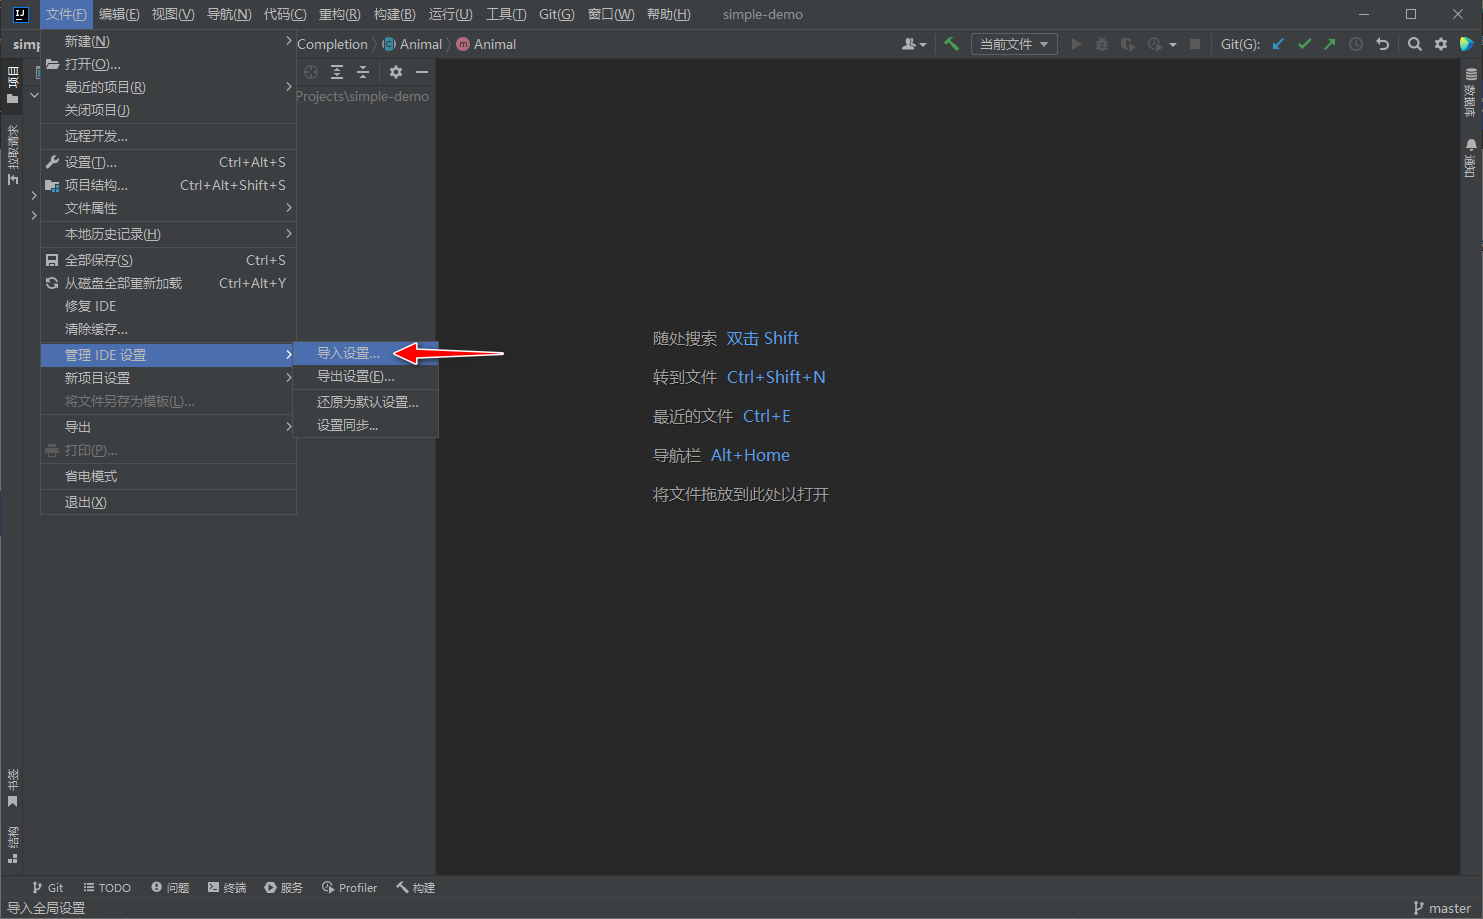 文件(F) 编辑(E) 视图(V) 导航(N) 代码(C) 重构(R) 构建(B) 运行(U) 工具(T) Git(G) 窗口(W) 帮助(H) simple-demo
simp
Completion Animal Animal
当前文件 Git(G):
新建(N)
打开(O)...
最近的项目(R)
关闭项目(J)
远程开发...
设置(T)... Ctrl+Alt+S
项目结构... Ctrl+Alt+Shift+S
文件属性
本地历史记录(H)
全部保存(S) Ctrl+S
从磁盘全部重新加载 Ctrl+Alt+Y
修复 IDE
清除缓存...
管理 IDE 设置
新项目设置
将文件另存为模板(L)...
导出
打印(P)...
省电模式
退出(X)
导入设置...
导出设置(E)...
还原为默认设置...
设置同步...
Projects\simple-demo
项目
拉取请求
书签
结构
随处搜索 双击 Shift
转到文件 Ctrl+Shift+N
最近的文件 Ctrl+E
导航栏 Alt+Home
将文件拖放到此处以打开
数据库
通知
Git TODO 问题 终端 服务 Profiler 构建
导入全局设置 master